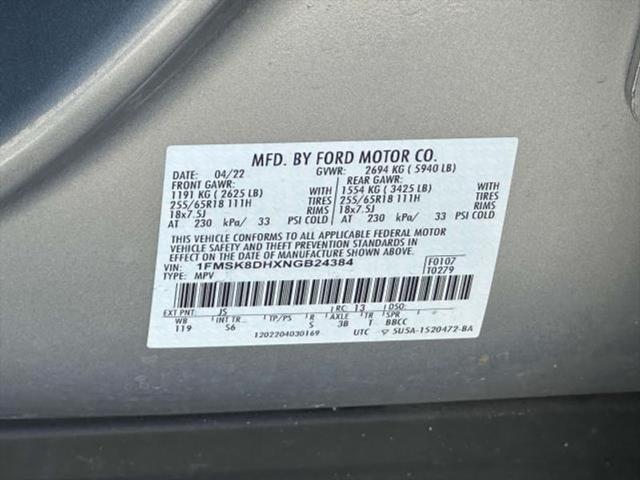 MFD. BY FORD MOTOR CO.
DATE: 04/22 GVWR: 2694 KG ( 5940 LB)
FRONT GAWR: REAR GAWR:
1191 KG ( 2625 LB) WITH 1554 KG ( 3425 LB) WITH
255/65R18 111H TIRES 255/65R18 111H TIRES
18x7.5J RIMS 18x7.5J RIMS
AT 230 kPa/ 33 PSI COLD AT 230 kPa/ 33 PSI COLD
THIS VEHICLE CONFORMS TO ALL APPLICABLE FEDERAL MOTOR
VEHICLE SAFETY AND THEFT PREVENTION STANDARDS IN
EFFECT ON THE DATE OF MANUFACTURE SHOWN ABOVE.
VIN: 1FMSK8DHXNGB24384 F0107
TYPE: MPV T0279
EXT PNT: JS RC: 13 DSO:
WB INT TR TP/PS R AXLE TR SPR
119 S6 S 3B T BBCC
1202204030169 UTC 5U5A-1520472-BA